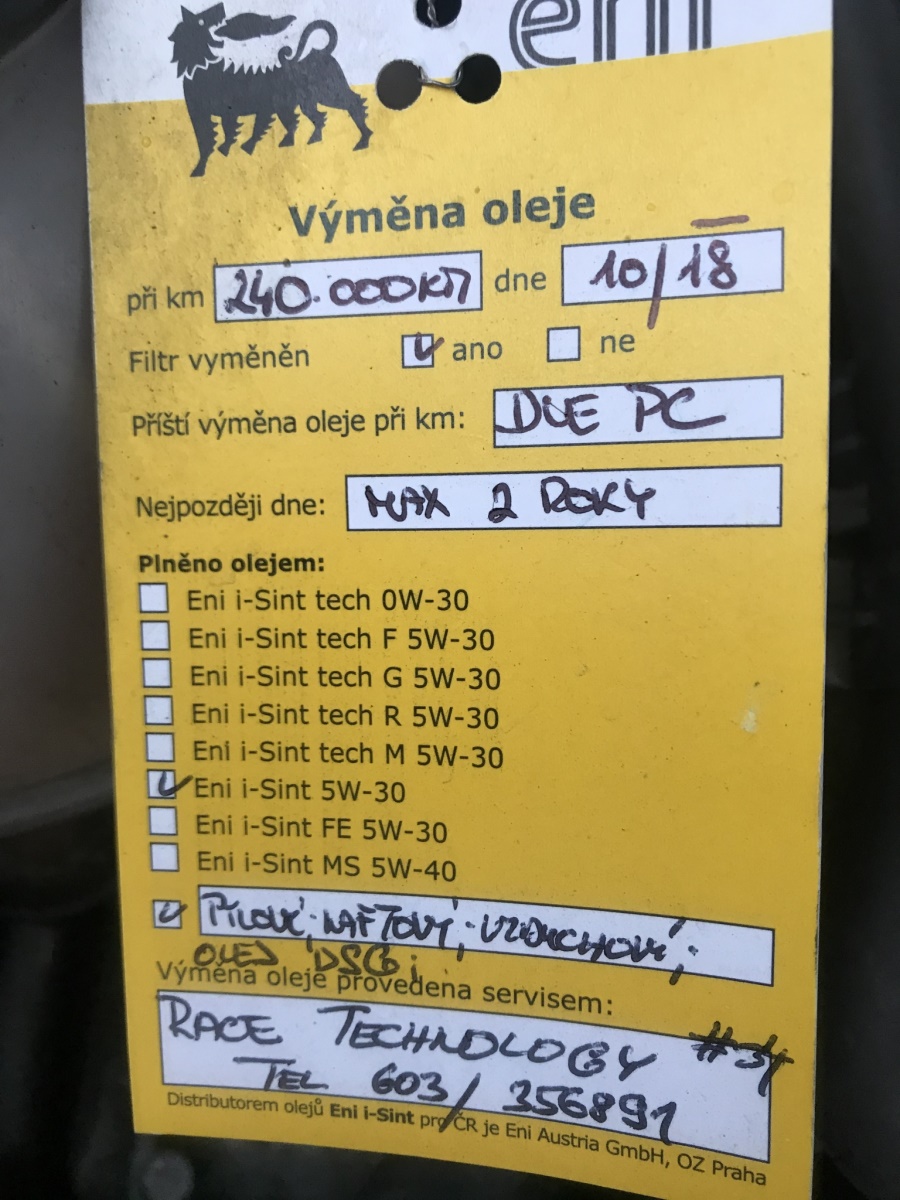 eni
Výměna oleje
při km 240.000KM dne 10/18
Filtr vyměněn ano ne
Příští výměna oleje při km: DLE PC
Nejpozději dne: MAX 2 ROKY
Plněno olejem:
Eni i-Sint tech 0W-30
Eni i-Sint tech F 5W-30
Eni i-Sint tech G 5W-30
Eni i-Sint tech R 5W-30
Eni i-Sint tech M 5W-30
Eni i-Sint 5W-30
Eni i-Sint FE 5W-30
Eni i-Sint MS 5W-40
PYLOVÝ; NAFTOVÝ; VZDUCHOVÝ;
OLEJ DSG;
Výměna oleje provedena servisem:
RACE TECHNOLOGY #34
TEL 603/356891
Distributorem olejů Eni i-Sint pro ČR je Eni Austria GmbH, OZ Praha